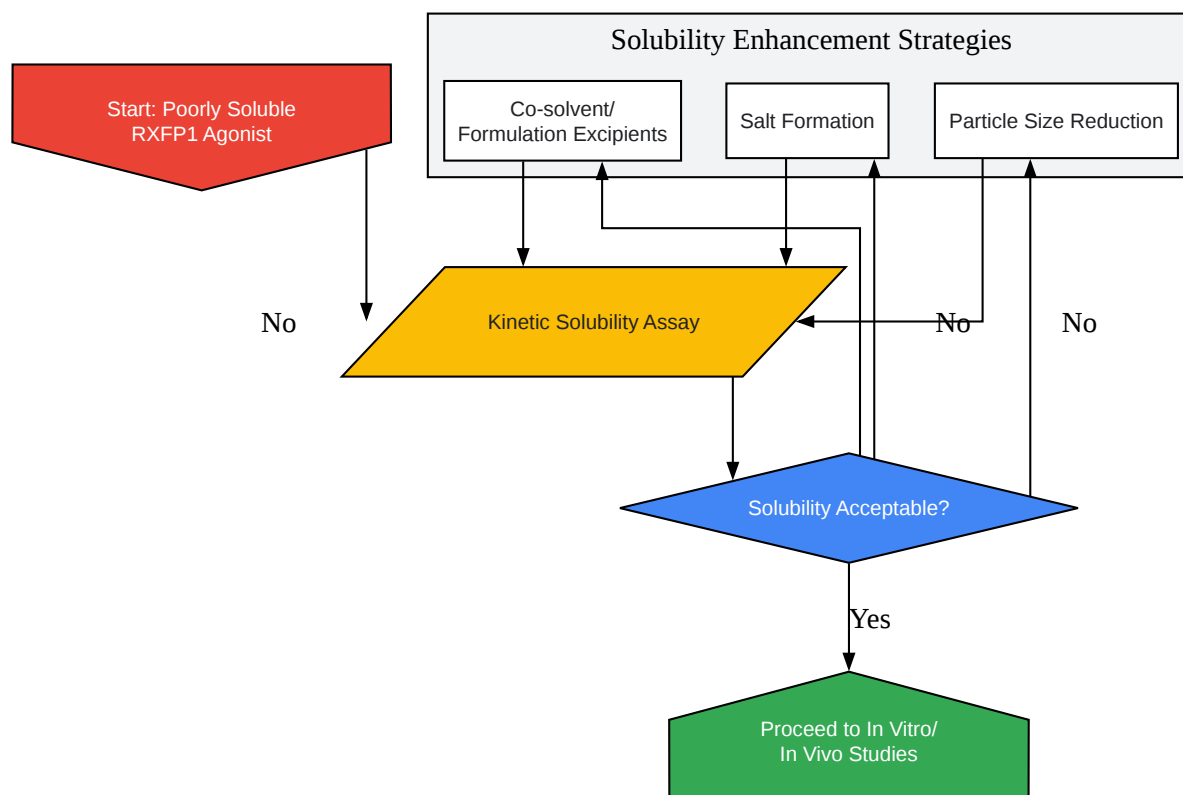 Solubility Enhancement Strategies
Start: Poorly Soluble
RXFP1 Agonist
Co-solvent/
Formulation Excipients
Salt Formation
Particle Size Reduction
No
Kinetic Solubility Assay
No
No
Solubility Acceptable?
Yes
Proceed to In Vitro/
In Vivo Studies